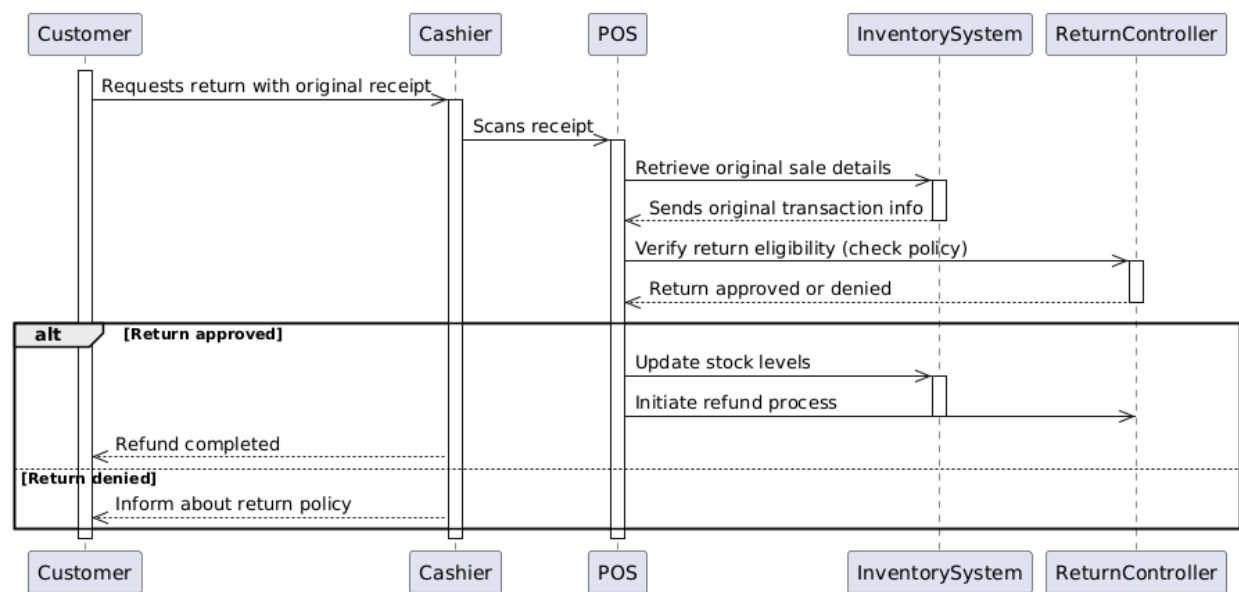 Customer Cashier POS InventorySystem ReturnController
Requests return with original receipt
Scans receipt
Retrieve original sale details
Sends original transaction info
Verify return eligibility (check policy)
Return approved or denied
alt [Return approved]
Update stock levels
Initiate refund process
Refund completed
[Return denied]
Inform about return policy
Customer Cashier POS InventorySystem ReturnController